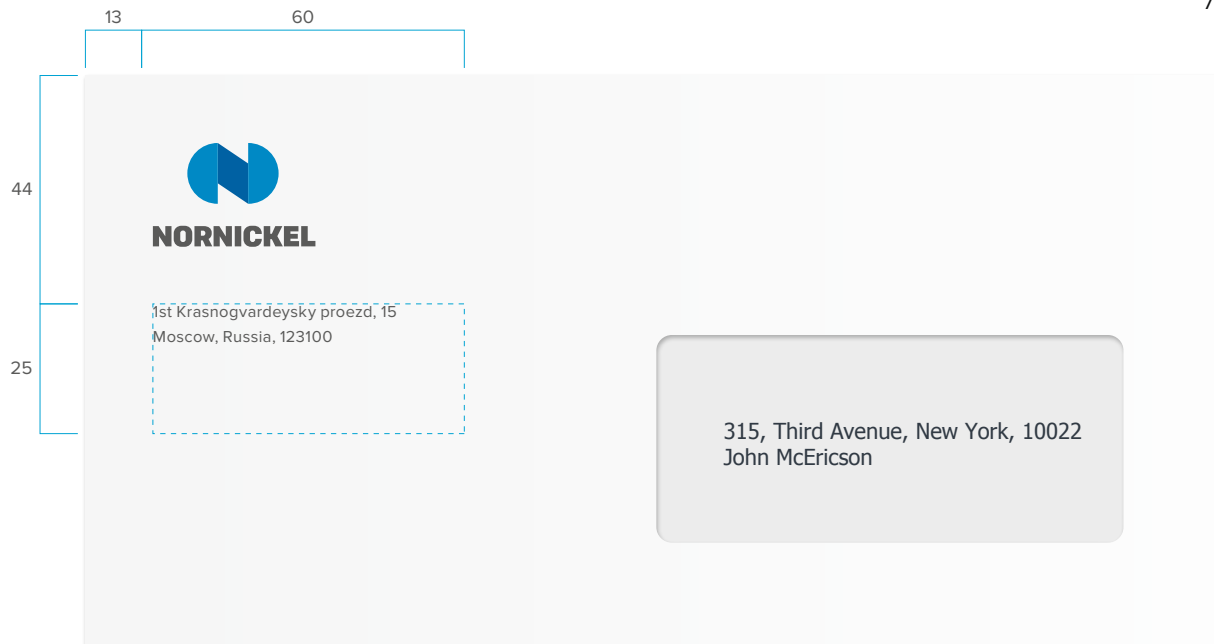 13
60
44
NORNICKEL
1st Krasnogvardeysky proezd, 15
Moscow, Russia, 123100
25
315, Third Avenue, New York, 10022
John McEricson